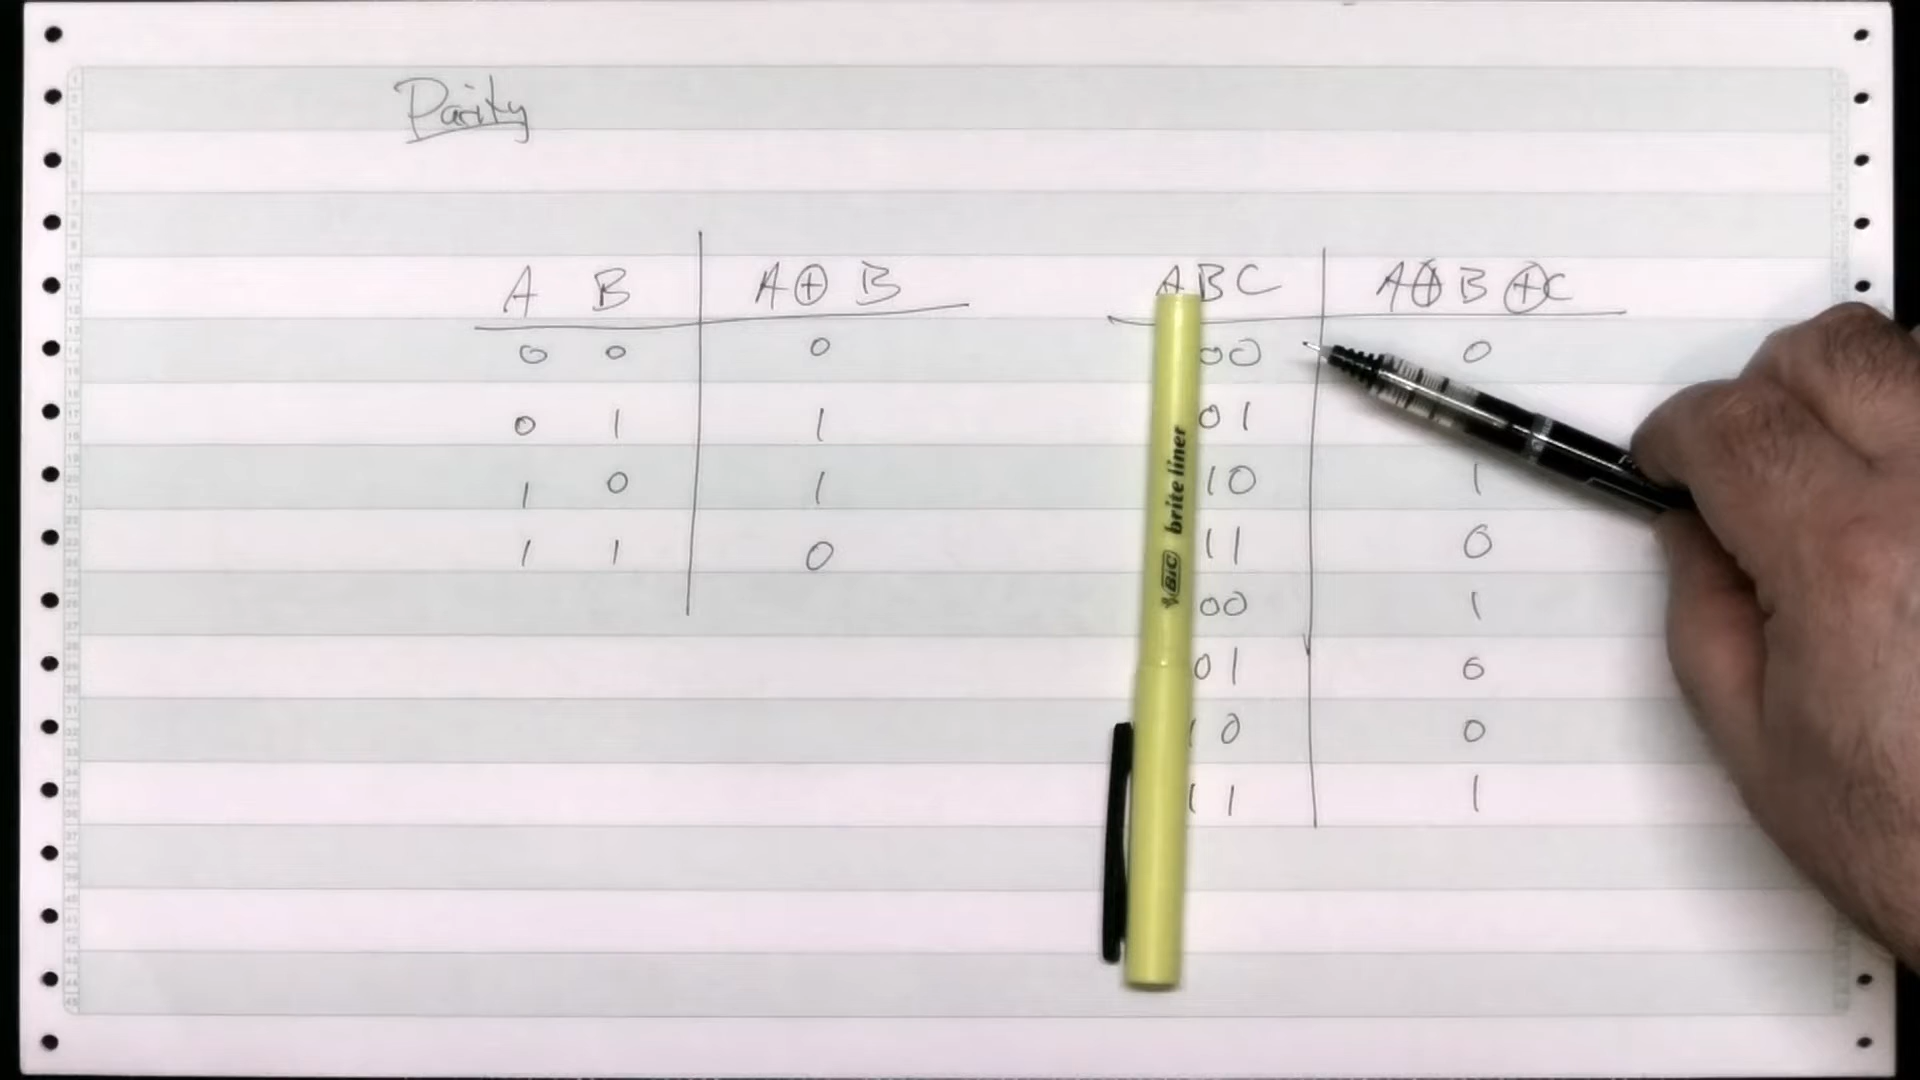 Parity
A B A⊕B
0 0 0
0 1 1
1 0 1
1 1 0
ABC A⊕B⊕C
00 0
01
10 1
11 0
00 1
01 0
10 0
11 1
BIC brite liner